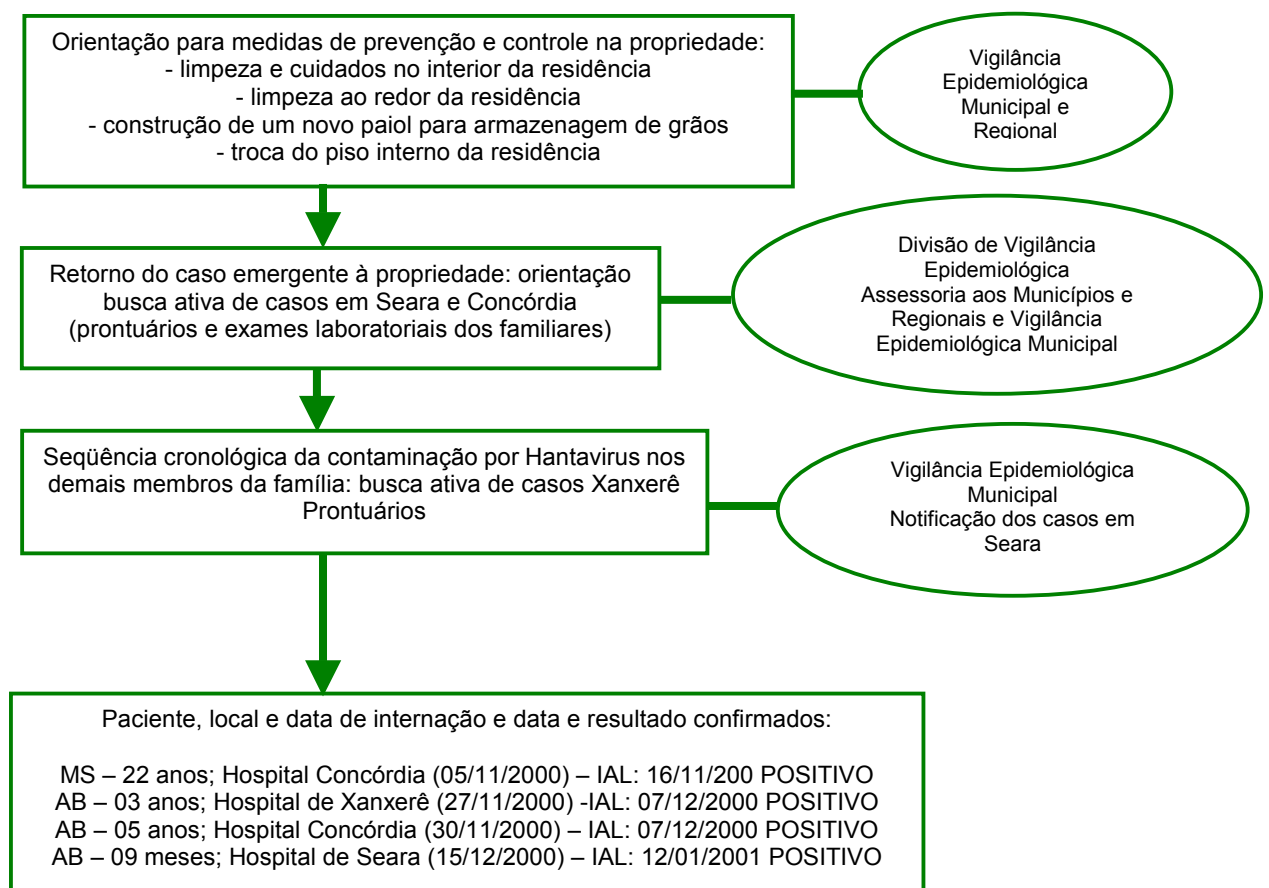 Orientação para medidas de prevenção e controle na propriedade:
- limpeza e cuidados no interior da residência
- limpeza ao redor da residência
- construção de um novo paiol para armazenagem de grãos
- troca do piso interno da residência
Vigilância
Epidemiológica
Municipal e
Regional
Retorno do caso emergente à propriedade: orientação
busca ativa de casos em Seara e Concórdia
(prontuários e exames laboratoriais dos familiares)
Divisão de Vigilância
Epidemiológica
Assessoria aos Municípios e
Regionais e Vigilância
Epidemiológica Municipal
Seqüência cronológica da contaminação por Hantavirus nos
demais membros da família: busca ativa de casos Xanxerê
Prontuários
Vigilância Epidemiológica
Municipal
Notificação dos casos em
Seara
Paciente, local e data de internação e data e resultado confirmados:
MS – 22 anos; Hospital Concórdia (05/11/2000) – IAL: 16/11/200 POSITIVO
AB – 03 anos; Hospital de Xanxerê (27/11/2000) -IAL: 07/12/2000 POSITIVO
AB – 05 anos; Hospital Concórdia (30/11/2000) – IAL: 07/12/2000 POSITIVO
AB – 09 meses; Hospital de Seara (15/12/2000) – IAL: 12/01/2001 POSITIVO